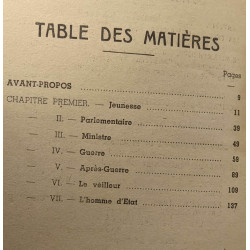 TABLE DES MATIÈRES
Pages
AVANT-PROPOS 9
CHAPITRE PREMIER. — Jeunesse 11
— II. — Parlementaire 39
— III. — Ministre 49
— IV. — Guerre 59
— V. — Après-Guerre 89
— VI. — Le veilleur 109
— VII. — L'homme d'État 137